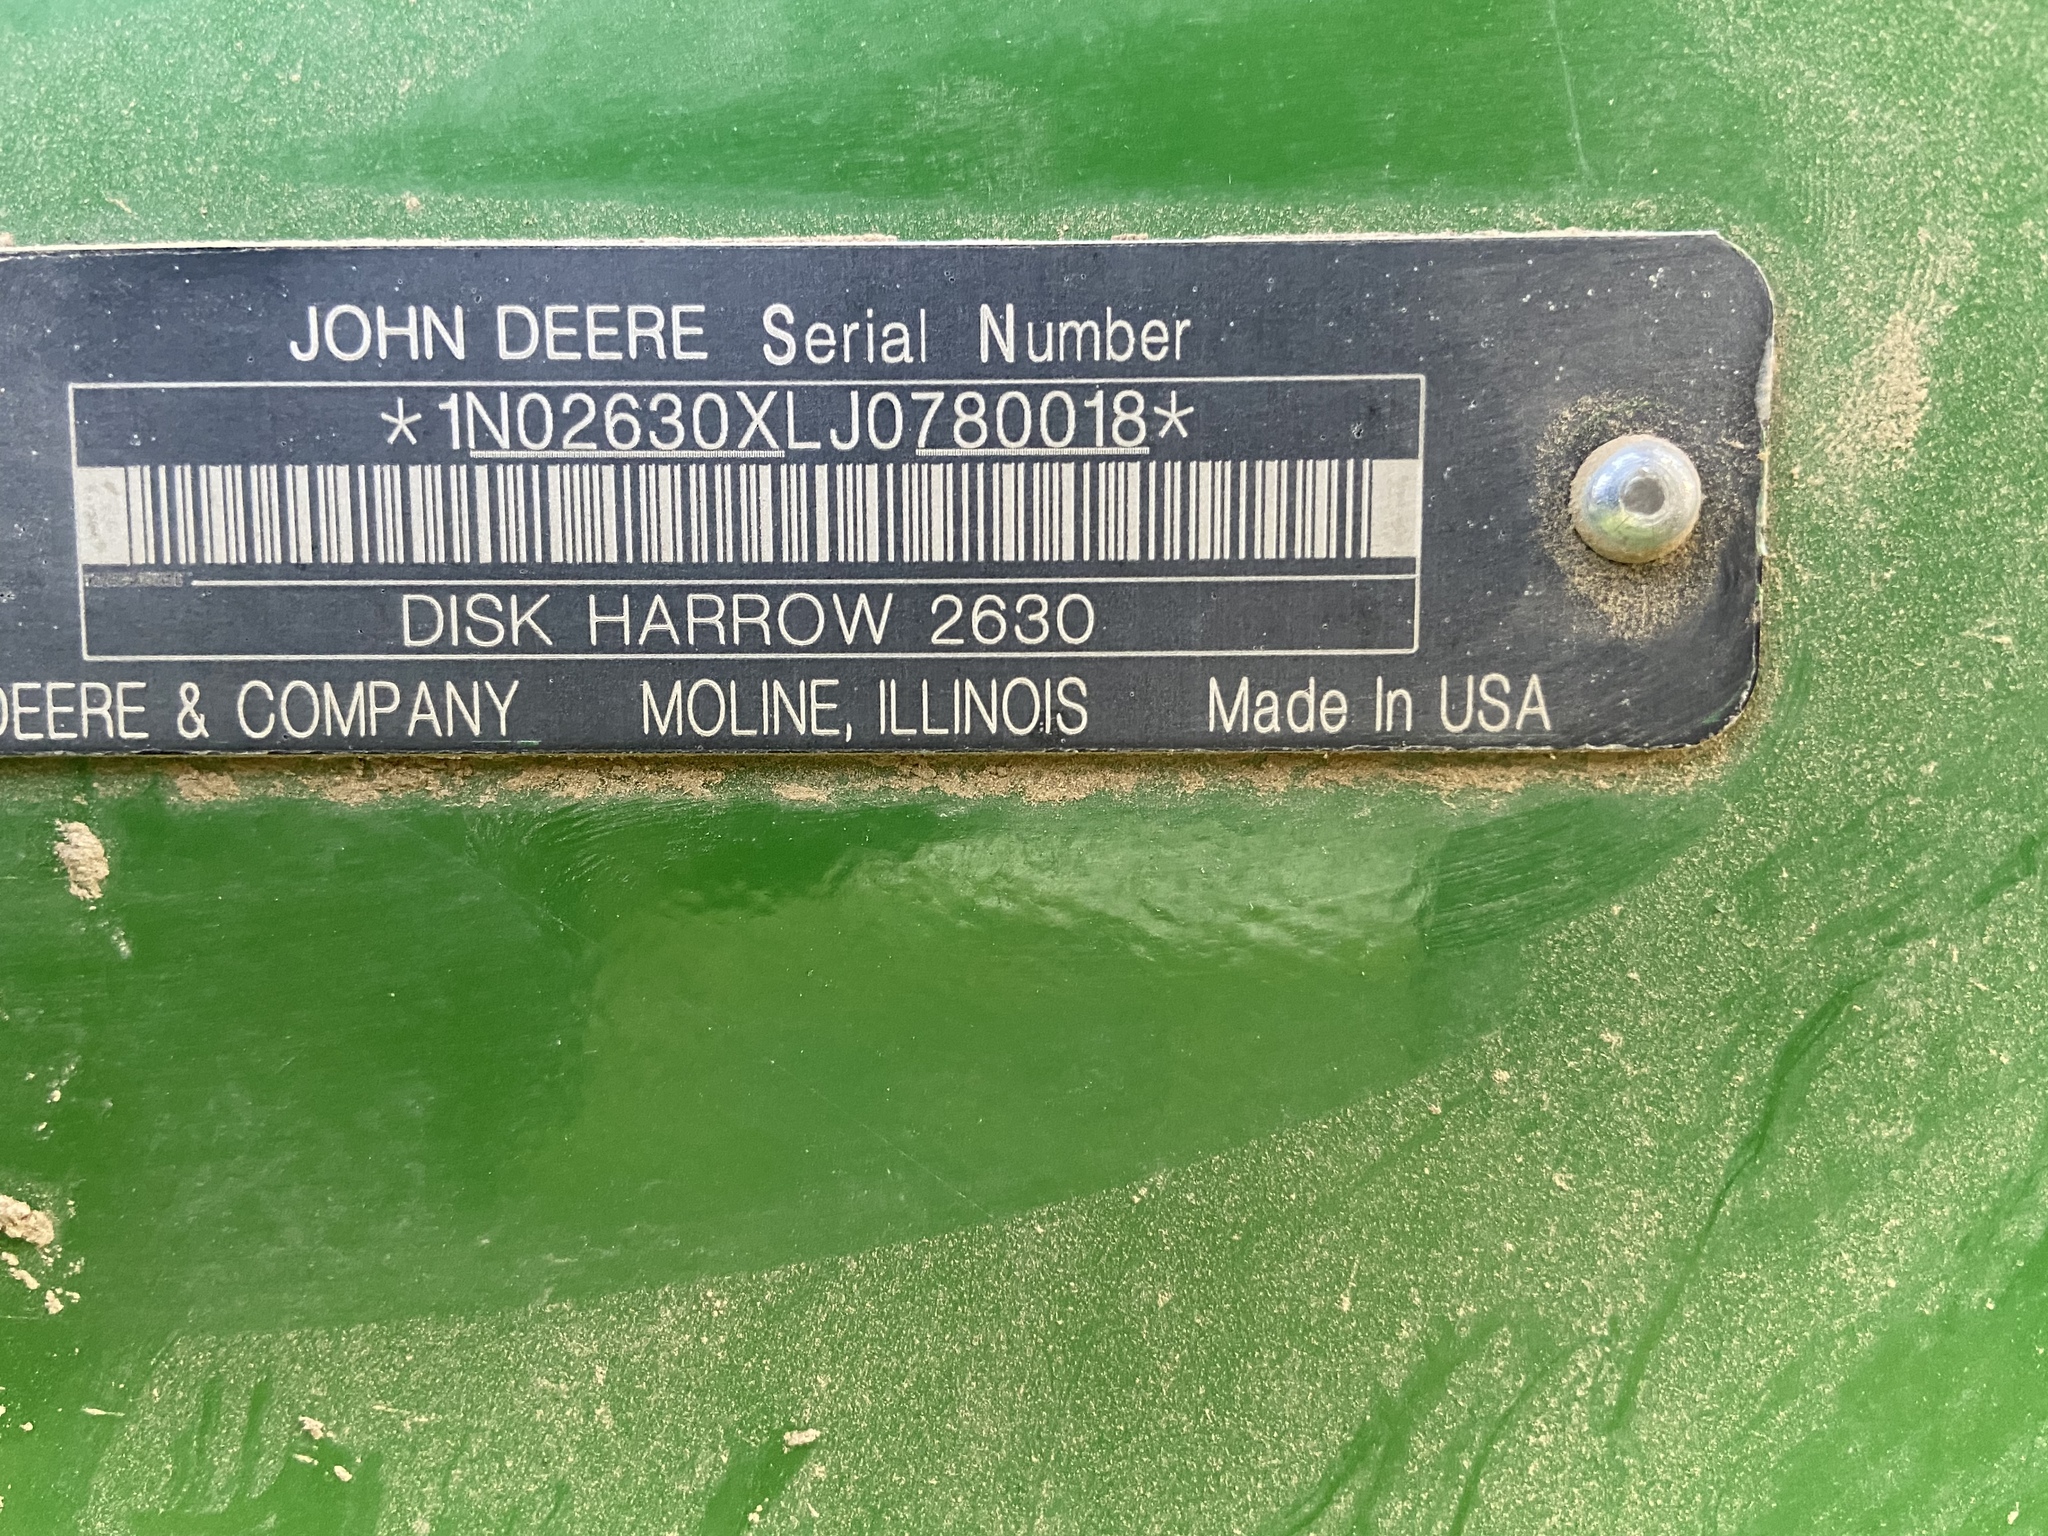 JOHN DEERE Serial Number
*1N02630XLJ0780018*
DISK HARROW 2630
DEERE & COMPANY MOLINE, ILLINOIS Made In USA